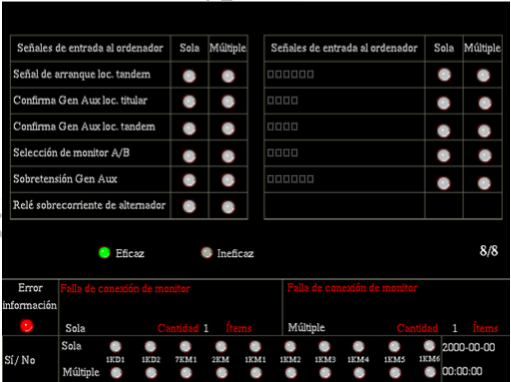 Señales de entrada al ordenador Sola Múltiple Señales de entrada al ordenador Sola Múltiple
Señal de arranque loc. tandem □□□□□□
Confirma Gen Aux loc. titular □□□□
Confirma Gen Aux loc. tandem □□□□
Selección de monitor A/B □□□□
Sobretensión Gen Aux □□□□□□
Relé sobrecorriente de alternador
Eficaz Ineficaz 8/8
Error información Falla de conexión de monitor Falla de conexión de monitor
Sola Cantidad 1 Ítems Múltiple Cantidad 1 Ítems
Sí/No Sola 2000-00-00
1KD1 1KD2 7KM1 2KM 1KM1 1KM2 1KM3 1KM4 1KM5 1KM6
Múltiple 00:00:00